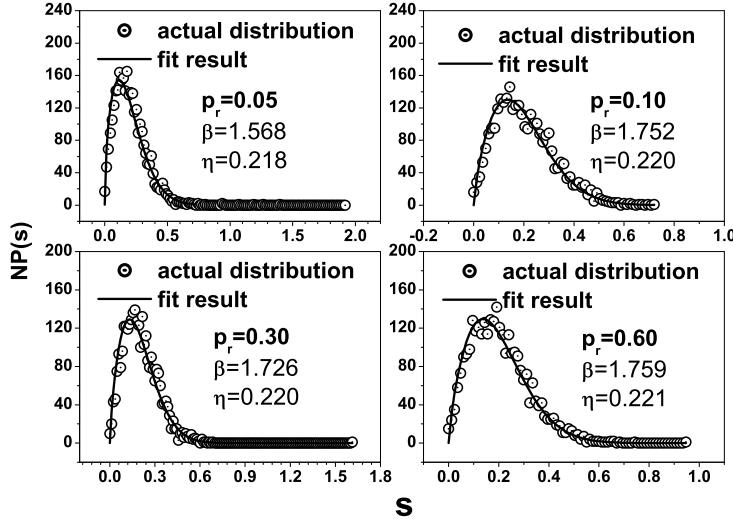 NP(s)
240
200
160
120
80
40
0
actual distribution
fit result
pr=0.05
β=1.568
η=0.218
0.0 0.5 1.0 1.5 2.0
240
200
160
120
80
40
0
actual distribution
fit result
pr=0.10
β=1.752
η=0.220
-0.2 0.0 0.2 0.4 0.6 0.8 1.0
200
160
120
80
40
0
actual distribution
fit result
pr=0.30
β=1.726
η=0.220
0.0 0.3 0.6 0.9 1.2 1.5 1.8
200
160
120
80
40
0
actual distribution
fit result
pr=0.60
β=1.759
η=0.221
0.0 0.2 0.4 0.6 0.8 1.0
s